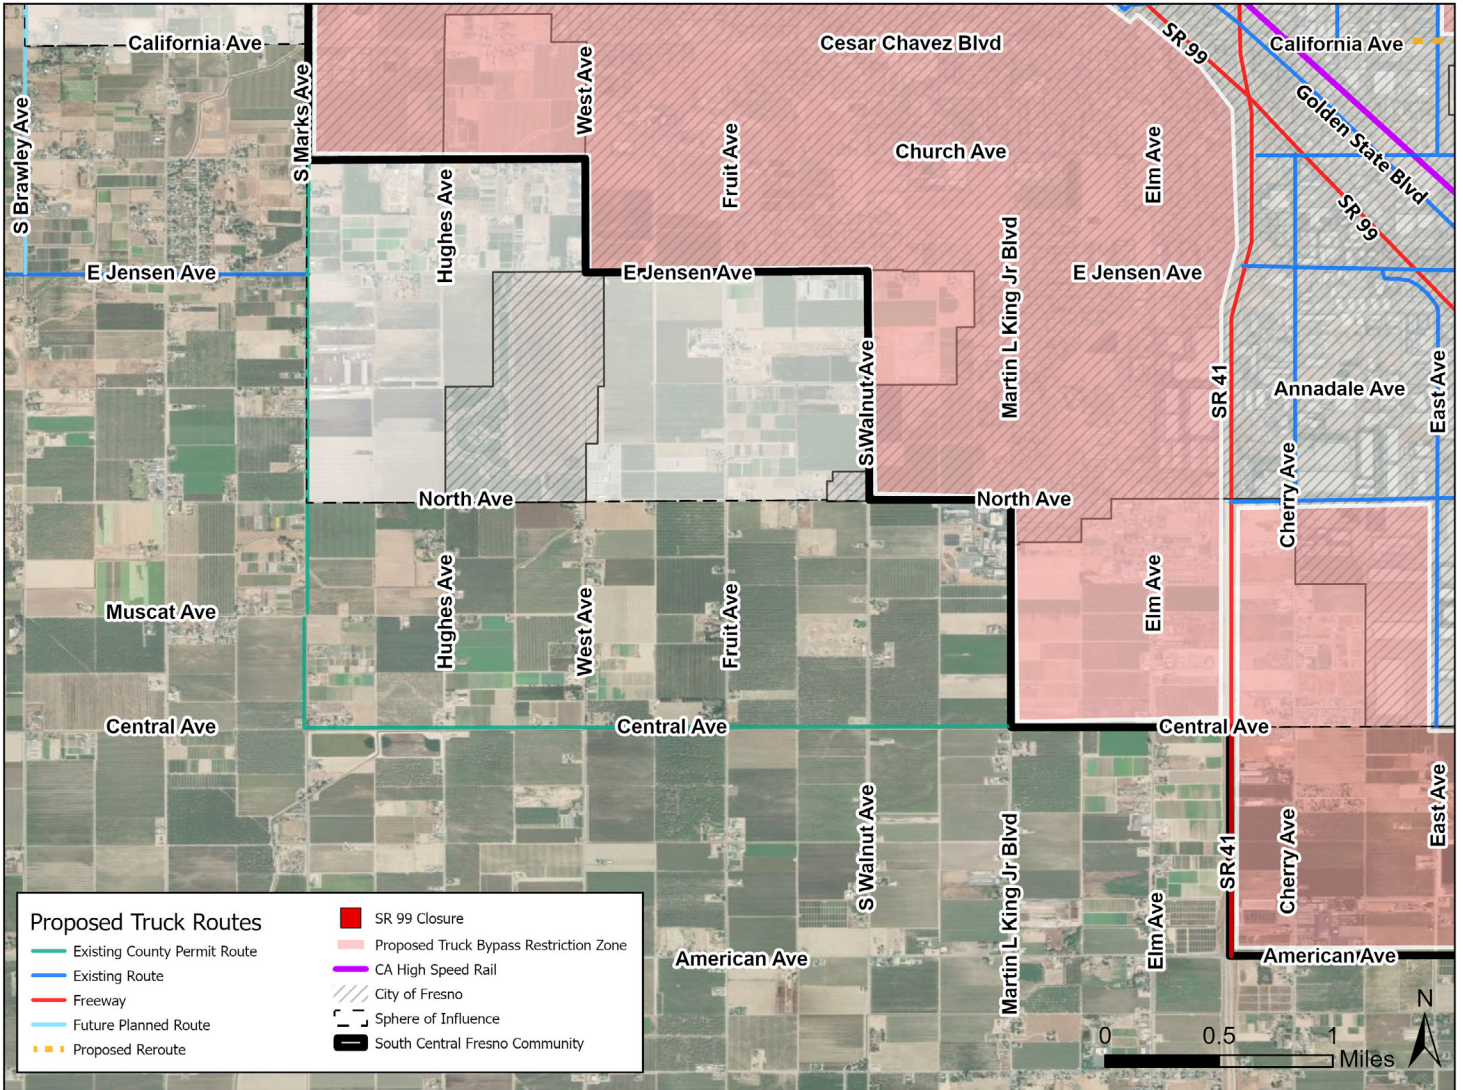 California Ave
Cesar Chavez Blvd
SR 99
California Ave
S Brawley Ave
S Marks Ave
West Ave
Fruit Ave
Church Ave
Elm Ave
Golden State Blvd
SR 99
Hughes Ave
Martin L King Jr Blvd
E Jensen Ave
E Jensen Ave
E Jensen Ave
S Walnut Ave
SR 41
Annadale Ave
East Ave
Cherry Ave
North Ave
North Ave
Muscat Ave
Hughes Ave
West Ave
Fruit Ave
Elm Ave
Central Ave
Central Ave
Central Ave
S Walnut Ave
Martin L King Jr Blvd
Elm Ave
SR 41
Cherry Ave
East Ave
American Ave
American Ave
Proposed Truck Routes
Existing County Permit Route
Existing Route
Freeway
Future Planned Route
Proposed Reroute
SR 99 Closure
Proposed Truck Bypass Restriction Zone
CA High Speed Rail
City of Fresno
Sphere of Influence
South Central Fresno Community
N
0 0.5 1
Miles